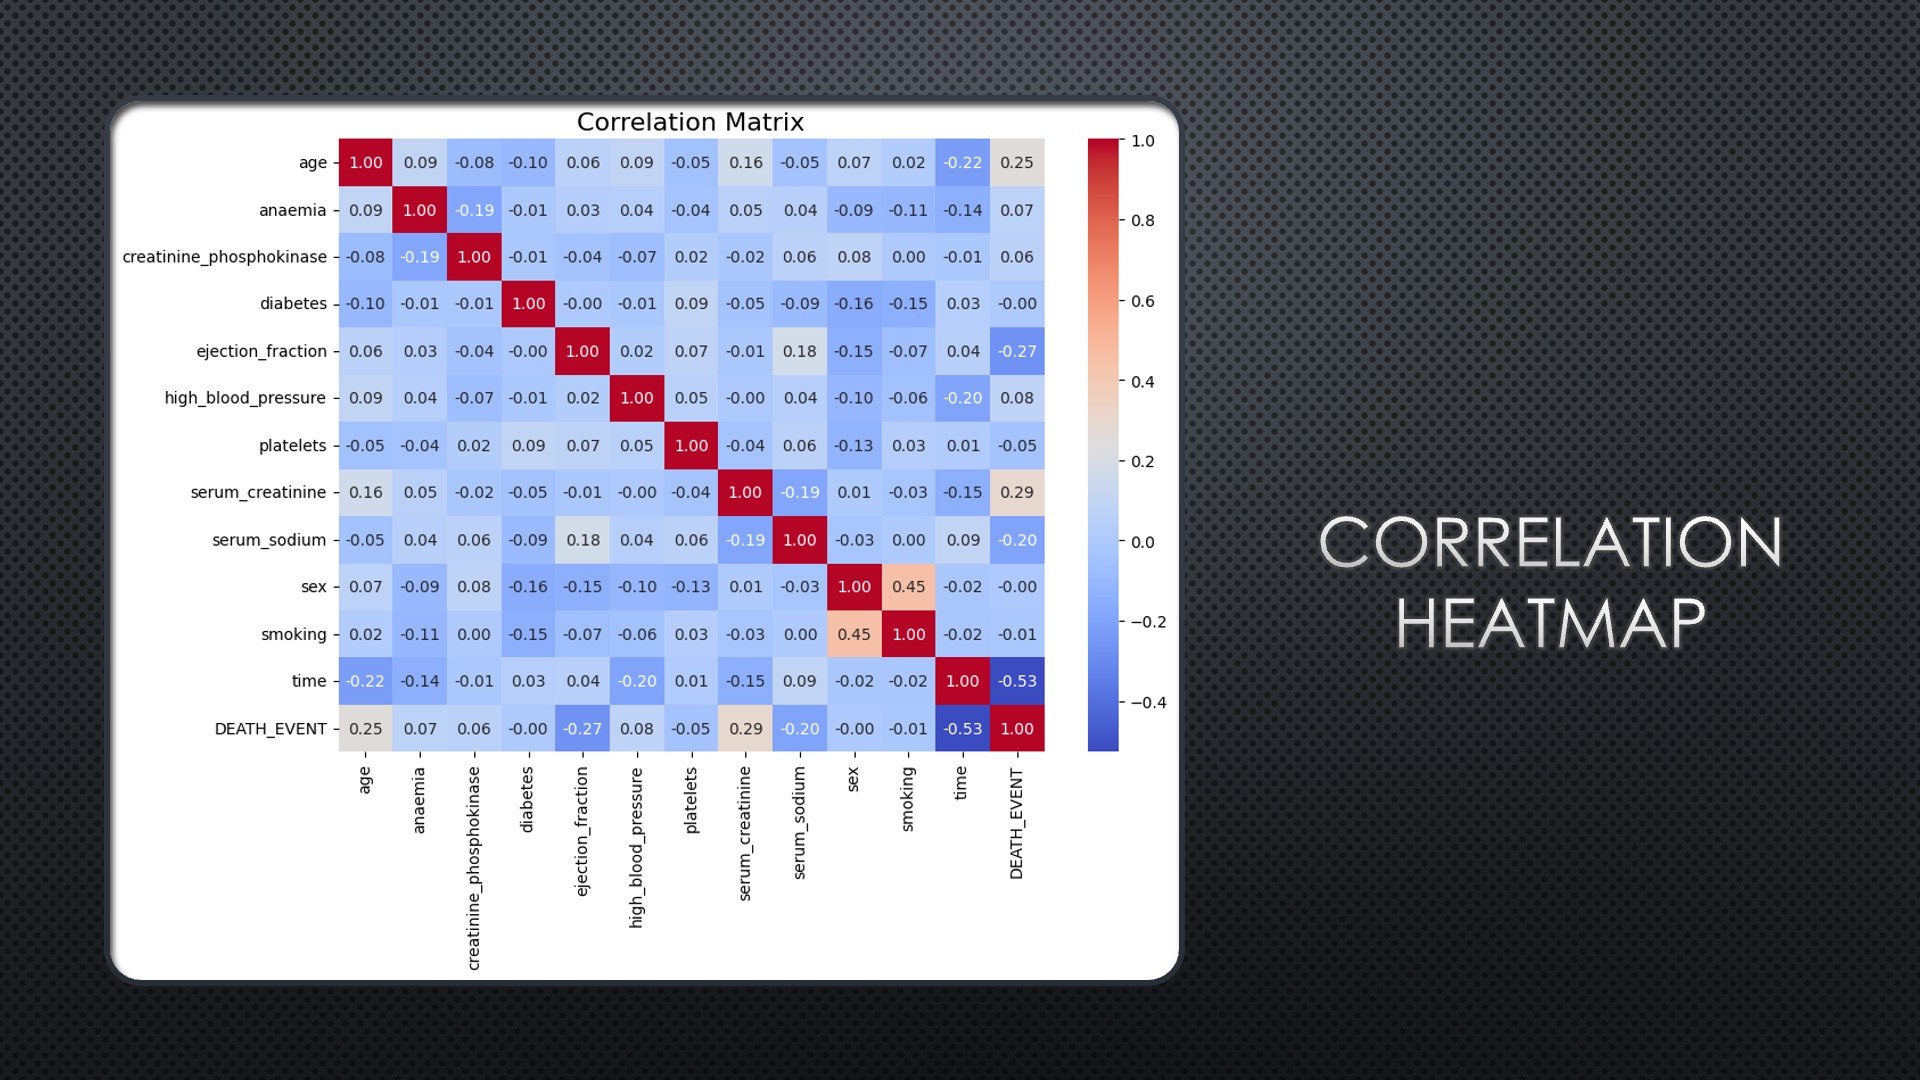 Correlation Matrix
age 1.00 0.09 -0.08 -0.10 0.06 0.09 -0.05 0.16 -0.05 0.07 0.02 -0.22 0.25
anaemia 0.09 1.00 -0.19 -0.01 0.03 0.04 -0.04 0.05 0.04 -0.09 -0.11 -0.14 0.07
creatinine_phosphokinase -0.08 -0.19 1.00 -0.01 -0.04 -0.07 0.02 -0.02 0.06 0.08 0.00 -0.01 0.06
diabetes -0.10 -0.01 -0.01 1.00 -0.00 -0.01 0.09 -0.05 -0.09 -0.16 -0.15 0.03 -0.00
ejection_fraction 0.06 0.03 -0.04 -0.00 1.00 0.02 0.07 -0.01 0.18 -0.15 -0.07 0.04 -0.27
high_blood_pressure 0.09 0.04 -0.07 -0.01 0.02 1.00 0.05 -0.00 0.04 -0.10 -0.06 -0.20 0.08
platelets -0.05 -0.04 0.02 0.09 0.07 0.05 1.00 -0.04 0.06 -0.13 0.03 0.01 -0.05
serum_creatinine 0.16 0.05 -0.02 -0.05 -0.01 -0.00 -0.04 1.00 -0.19 0.01 -0.03 -0.15 0.29
serum_sodium -0.05 0.04 0.06 -0.09 0.18 0.04 0.06 -0.19 1.00 -0.03 0.00 0.09 -0.20
sex 0.07 -0.09 0.08 -0.16 -0.15 -0.10 -0.13 0.01 -0.03 1.00 0.45 -0.02 -0.00
smoking 0.02 -0.11 0.00 -0.15 -0.07 -0.06 0.03 -0.03 0.00 0.45 1.00 -0.02 -0.01
time -0.22 -0.14 -0.01 0.03 0.04 -0.20 0.01 -0.15 0.09 -0.02 -0.02 1.00 -0.53
DEATH_EVENT 0.25 0.07 0.06 -0.00 -0.27 0.08 -0.05 0.29 -0.20 -0.00 -0.01 -0.53 1.00
age
anaemia
creatinine_phosphokinase
diabetes
ejection_fraction
high_blood_pressure
platelets
serum_creatinine
serum_sodium
sex
smoking
time
DEATH_EVENT
1.0
0.8
0.6
0.4
0.2
0.0
−0.2
−0.4
CORRELATION
HEATMAP